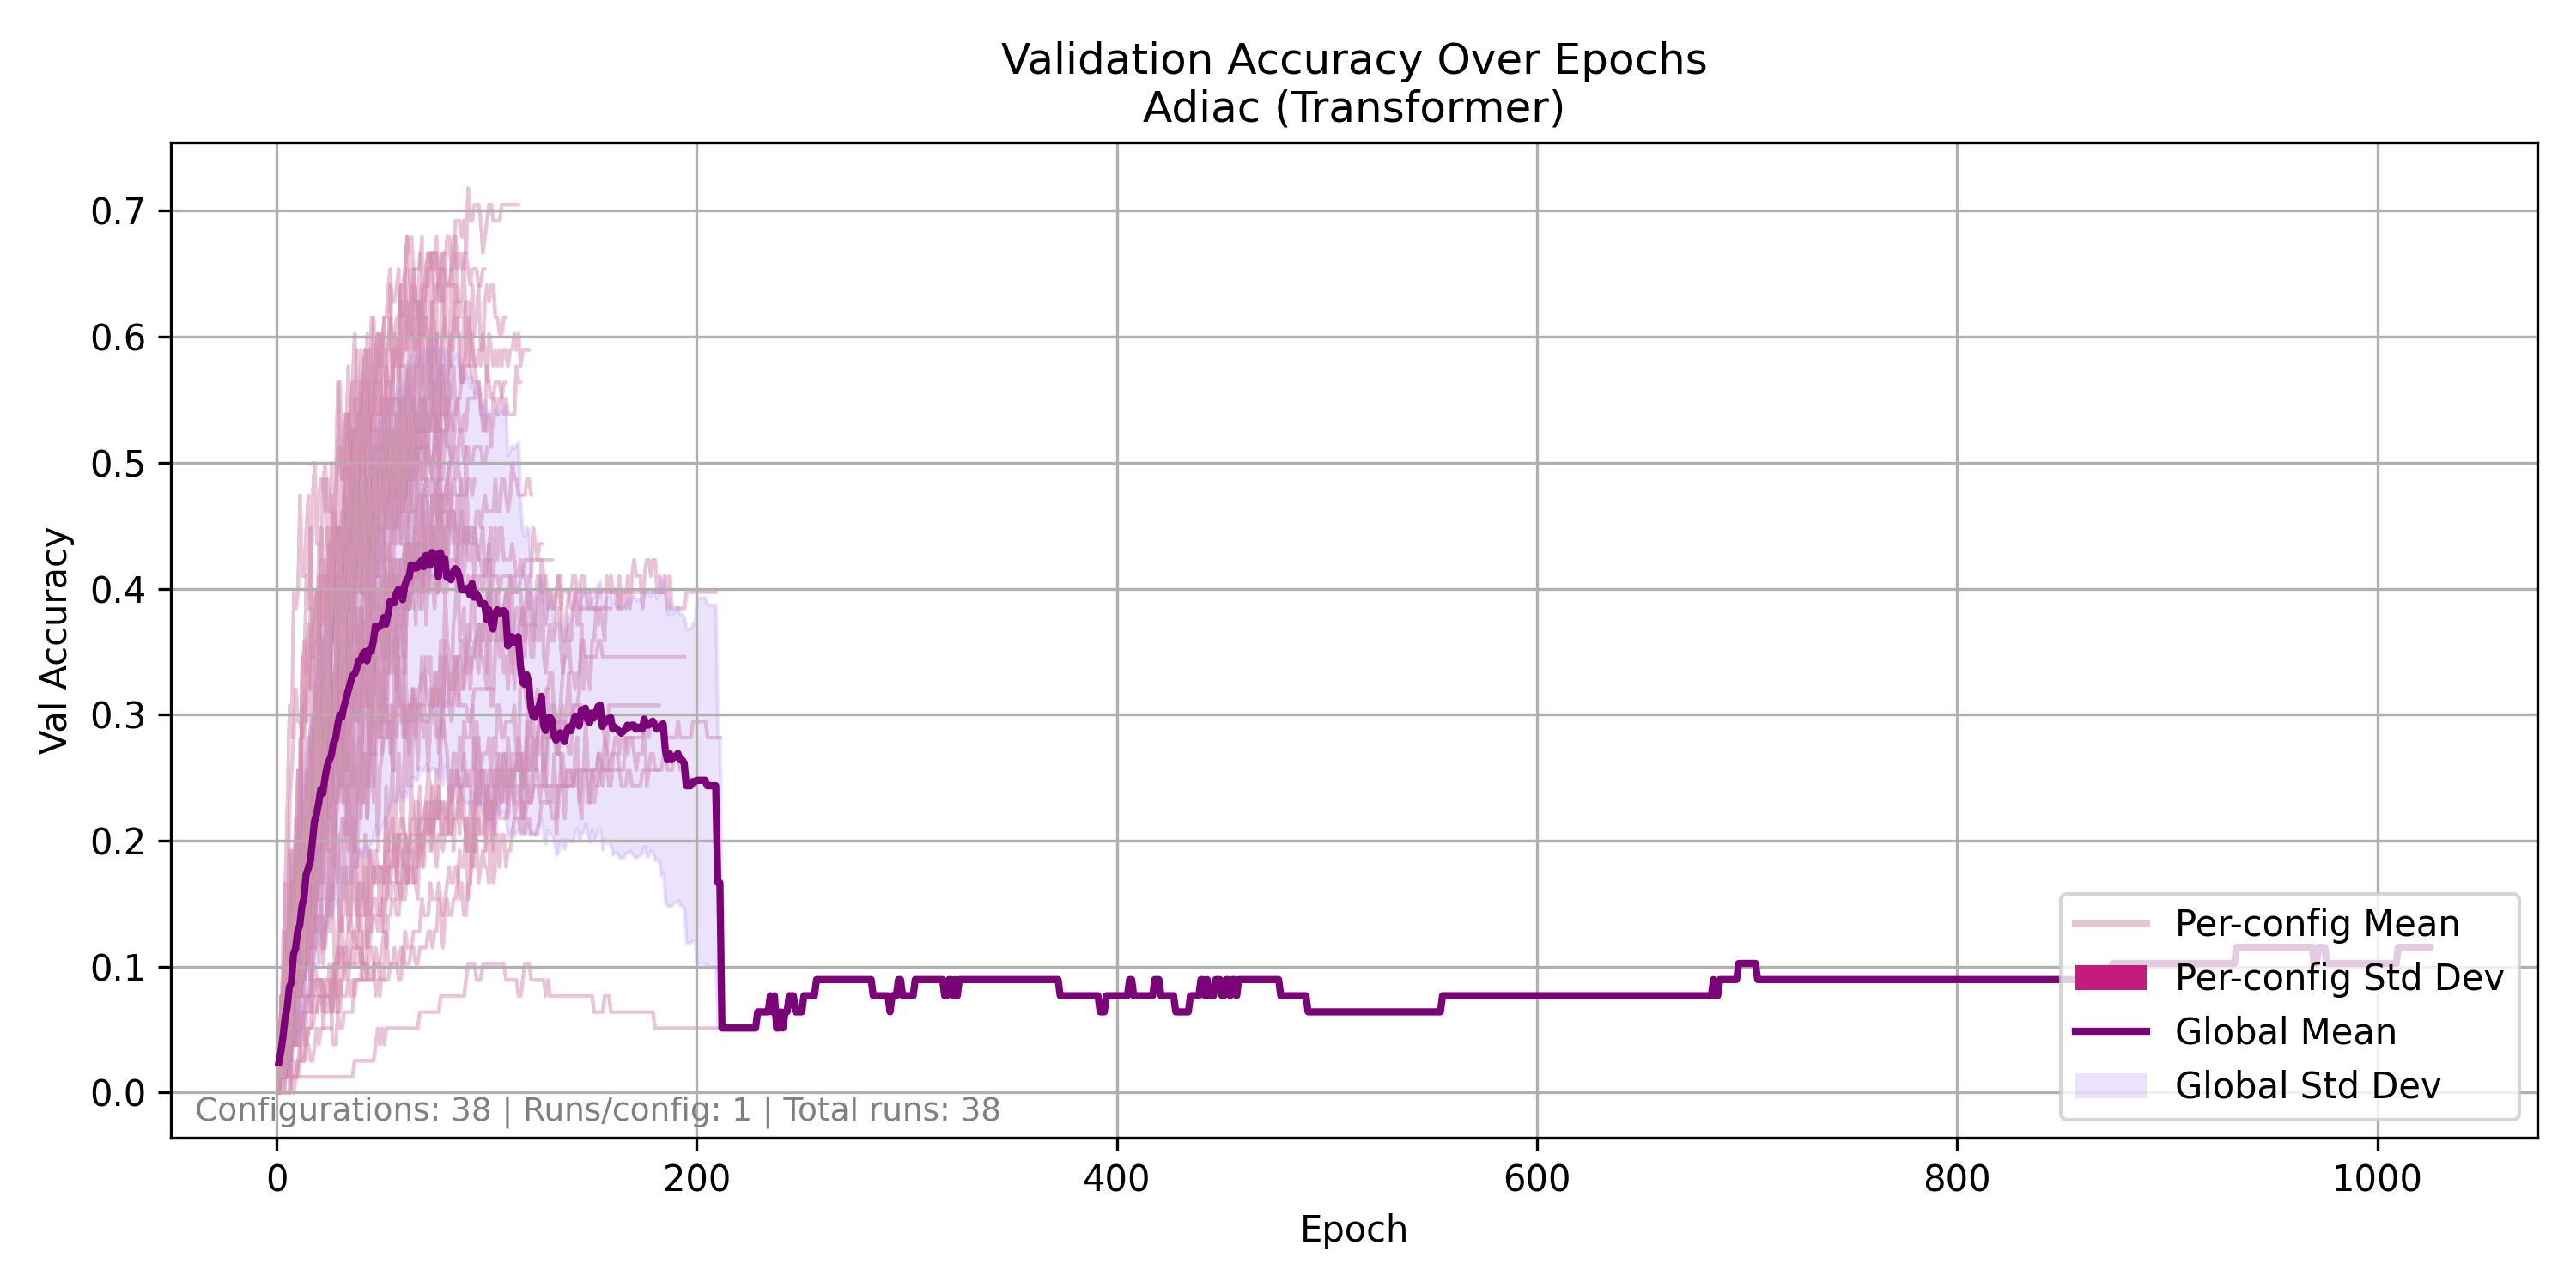 Validation Accuracy Over Epochs
Adiac (Transformer)
Val Accuracy
0.7
0.6
0.5
0.4
0.3
0.2
0.1
0.0
Per-config Mean
Per-config Std Dev
Global Mean
Global Std Dev
Configurations: 38 | Runs/config: 1 | Total runs: 38
0 200 400 600 800 1000
Epoch